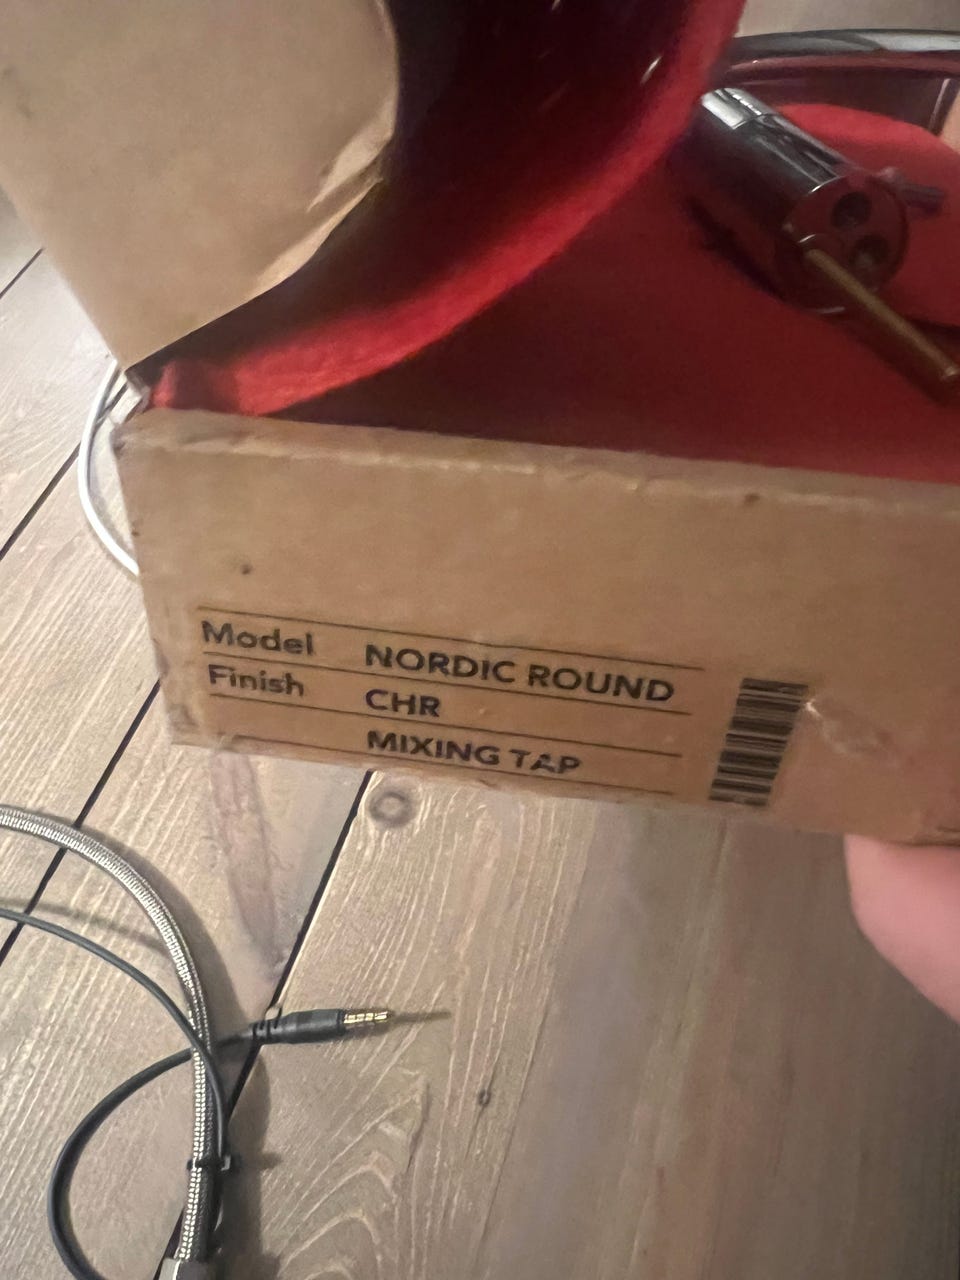 Model NORDIC ROUND
Finish CHR
MIXING TAP